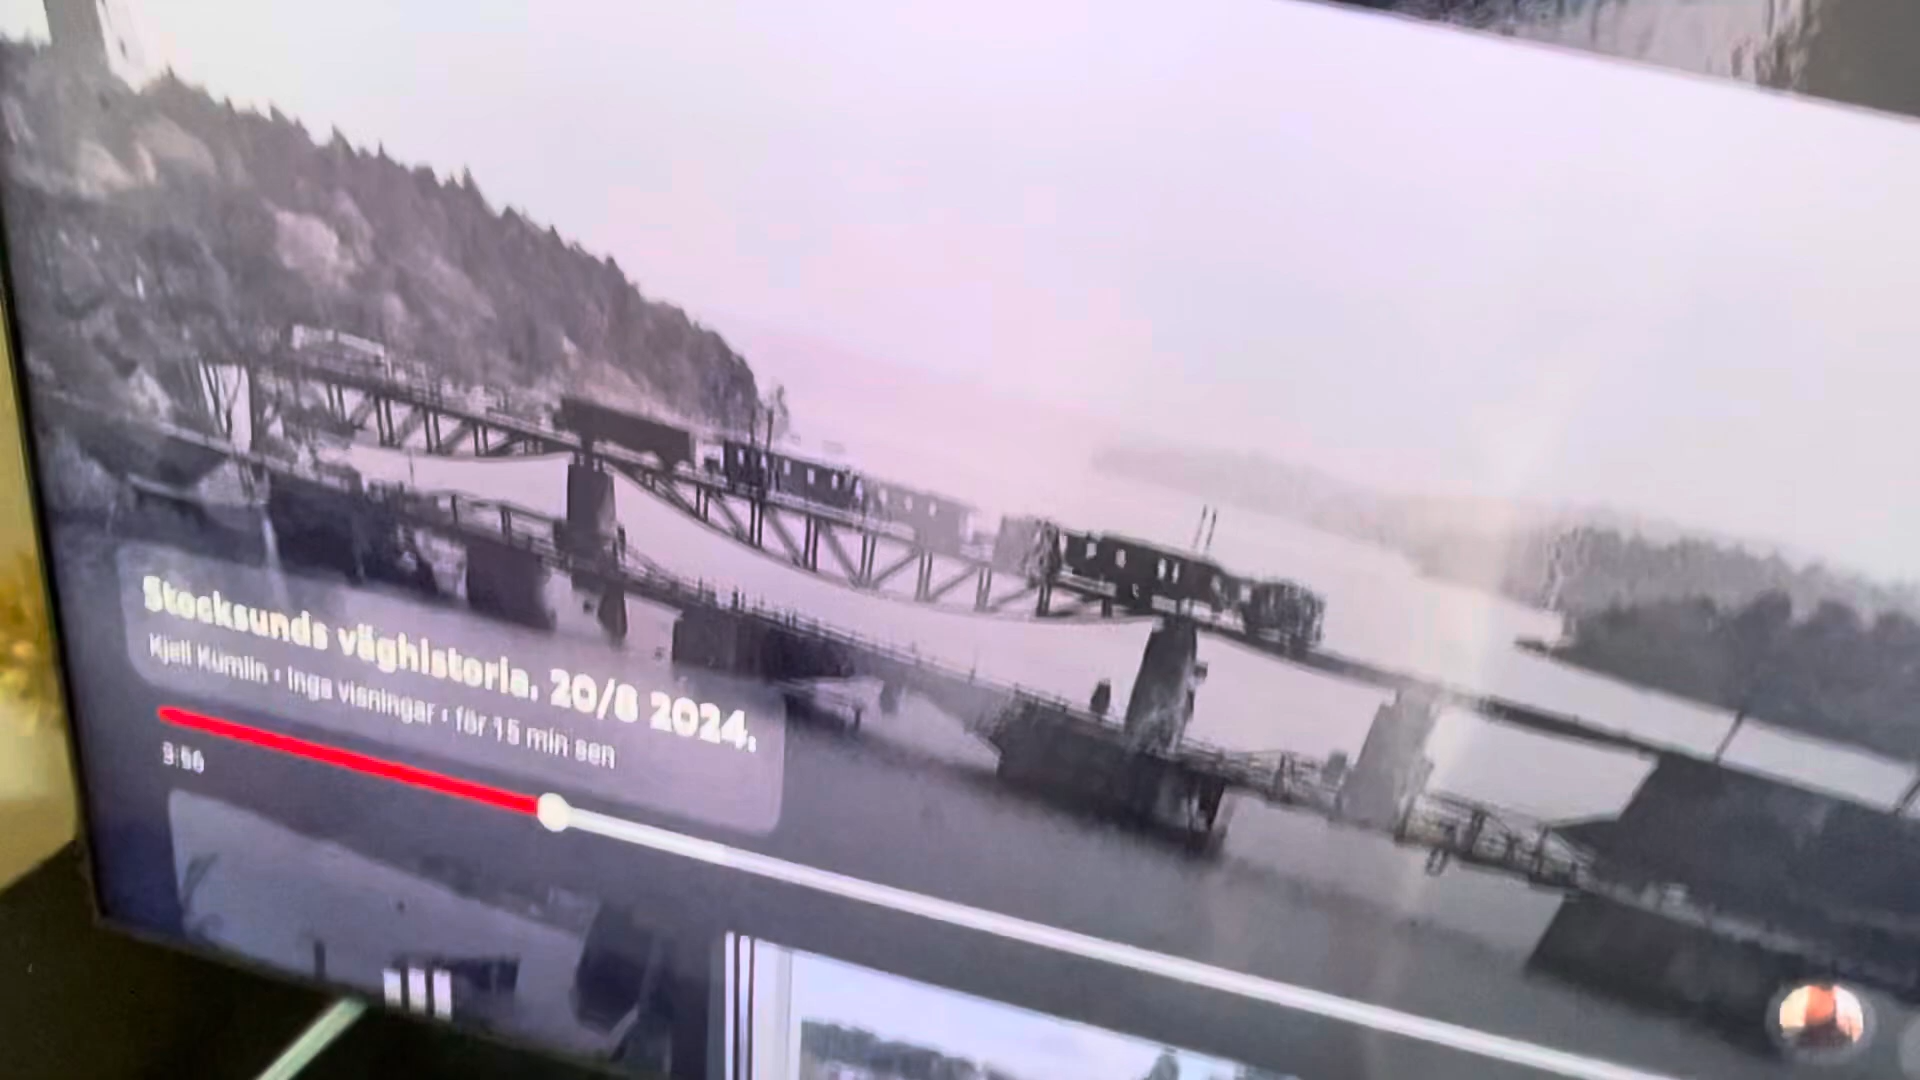 Stocksunds väghistoria. 20/8 2024.
Kjell Kumlin • Inga visningar • för 15 min sen
3:56